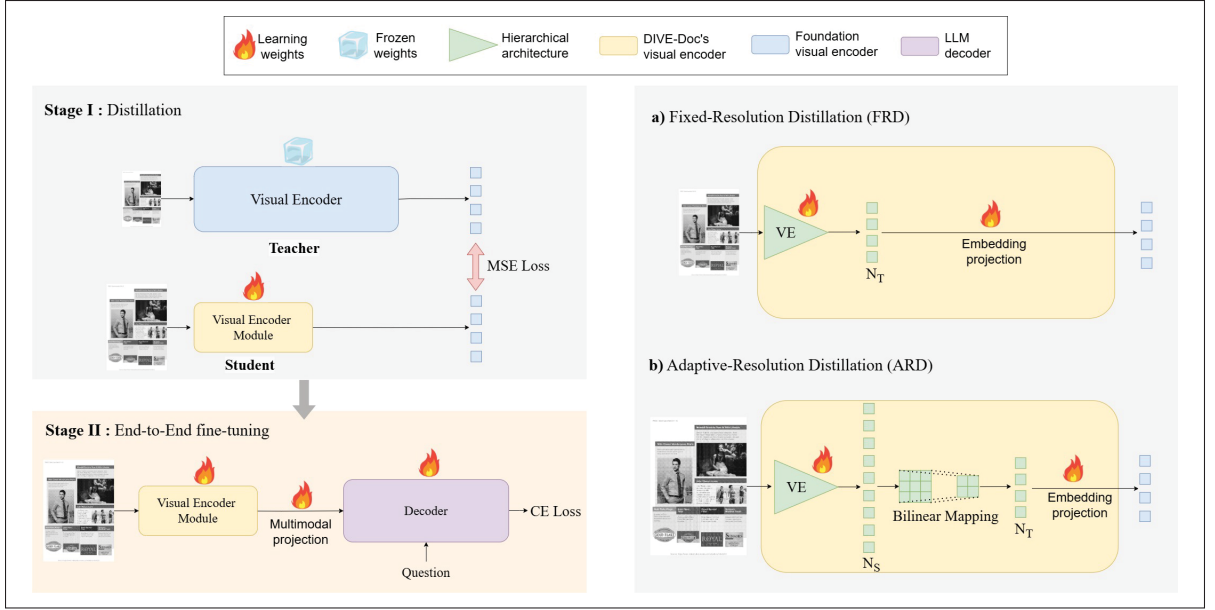 Learning
weights
Frozen
weights
Hierarchical
architecture
DIVE-Doc's
visual encoder
Foundation
visual encoder
LLM
decoder
Stage I : Distillation
Visual Encoder
Teacher
MSE Loss
Visual Encoder
Module
Student
Stage II : End-to-End fine-tuning
Visual Encoder
Module
Multimodal
projection
Decoder
CE Loss
Question
a) Fixed-Resolution Distillation (FRD)
VE
N_T
Embedding
projection
b) Adaptive-Resolution Distillation (ARD)
VE
N_S
Bilinear Mapping
N_T
Embedding
projection